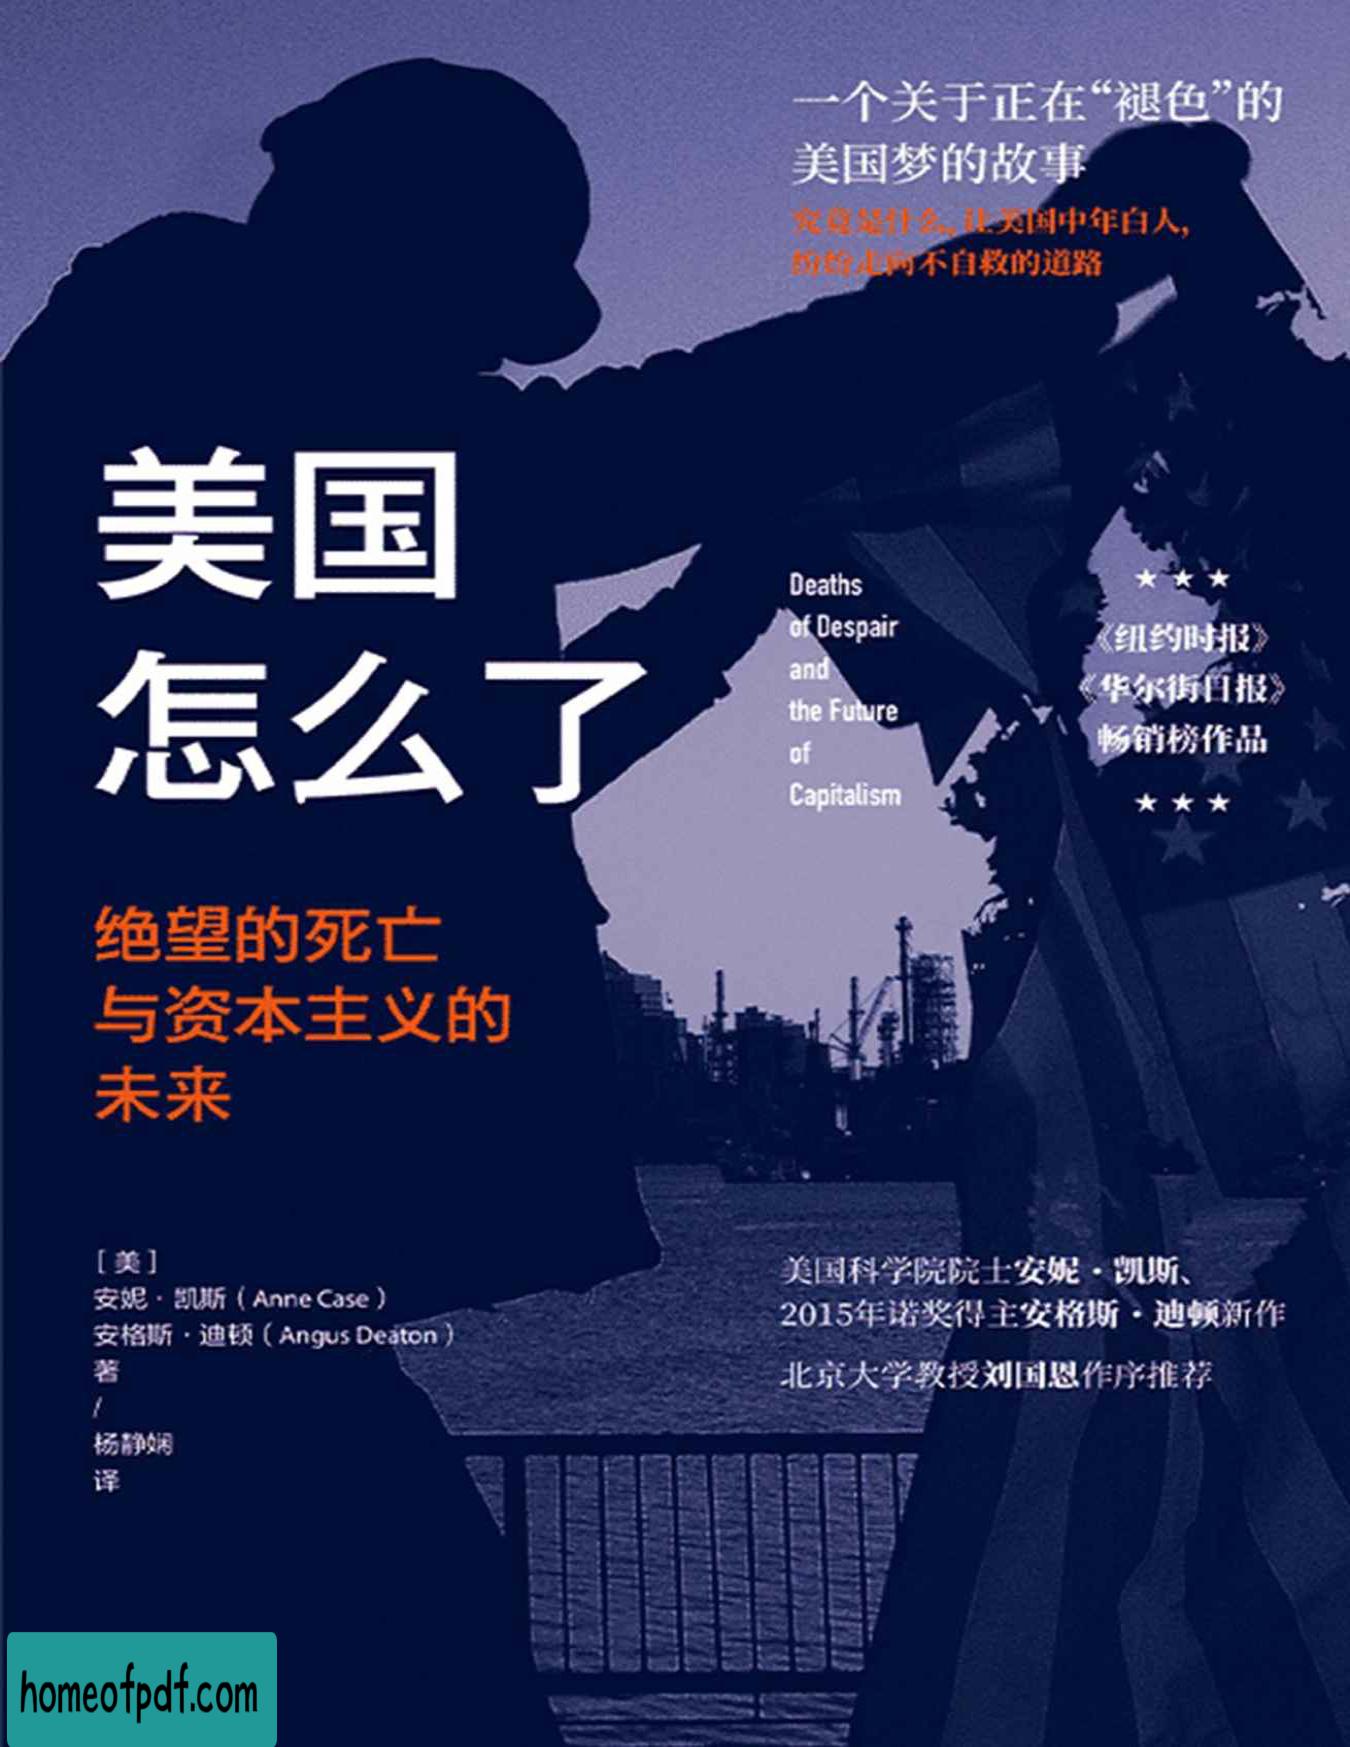 一个关于正在“褪色”的
美国梦的故事
究竟是什么，让美国中年白人，
纷纷走向不自救的道路
美国
怎么了
Deaths
of Despair
and
the Future
of
Capitalism
★ ★ ★
《纽约时报》
《华尔街日报》
畅销榜作品
★ ★ ★
绝望的死亡
与资本主义的
未来
［美］
安妮·凯斯（Anne Case）
安格斯·迪顿（Angus Deaton）
著
/
杨静娴
译
美国科学院院士安妮·凯斯、
2015年诺奖得主安格斯·迪顿新作
北京大学教授刘国恩作序推荐
homeofpdf.com